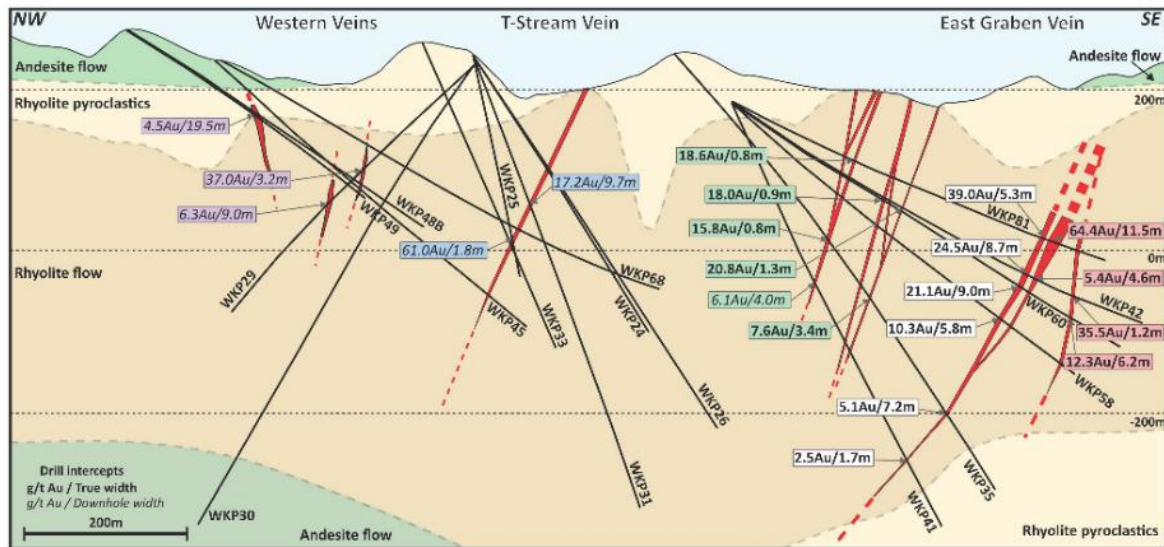 NW
Western Veins
T-Stream Vein
East Graben Vein
SE
Andesite flow
Andesite flow
Rhyolite pyroclastics
200m
4.5Au/19.5m
37.0Au/3.2m
6.3Au/9.0m
WKP49
WKP48B
WKP25
17.2Au/9.7m
61.0Au/1.8m
18.6Au/0.8m
18.0Au/0.9m
15.8Au/0.8m
20.8Au/1.3m
6.1Au/4.0m
7.6Au/3.4m
39.0Au/5.3m
WKP81
24.5Au/8.7m
21.1Au/9.0m
10.3Au/5.8m
64.4Au/11.5m
0m
5.4Au/4.6m
WKP42
WKP60
35.5Au/1.2m
12.3Au/6.2m
WKP58
Rhyolite flow
WKP29
WKP45
WKP33
WKP24
WKP68
WKP26
5.1Au/7.2m
-200m
2.5Au/1.7m
WKP31
WKP35
WKP41
Drill intercepts
g/t Au / True width
g/t Au / Downhole width
200m
WKP30
Andesite flow
Rhyolite pyroclastics